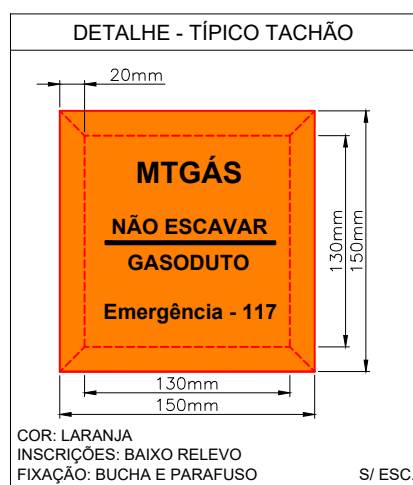 DETALHE - TÍPICO TACHÃO
20mm
MTGÁS
NÃO ESCAVAR
GASODUTO
Emergência - 117
130mm
150mm
130mm
150mm
COR: LARANJA
INSCRIÇÕES: BAIXO RELEVO
FIXAÇÃO: BUCHA E PARAFUSO S/ ESC.